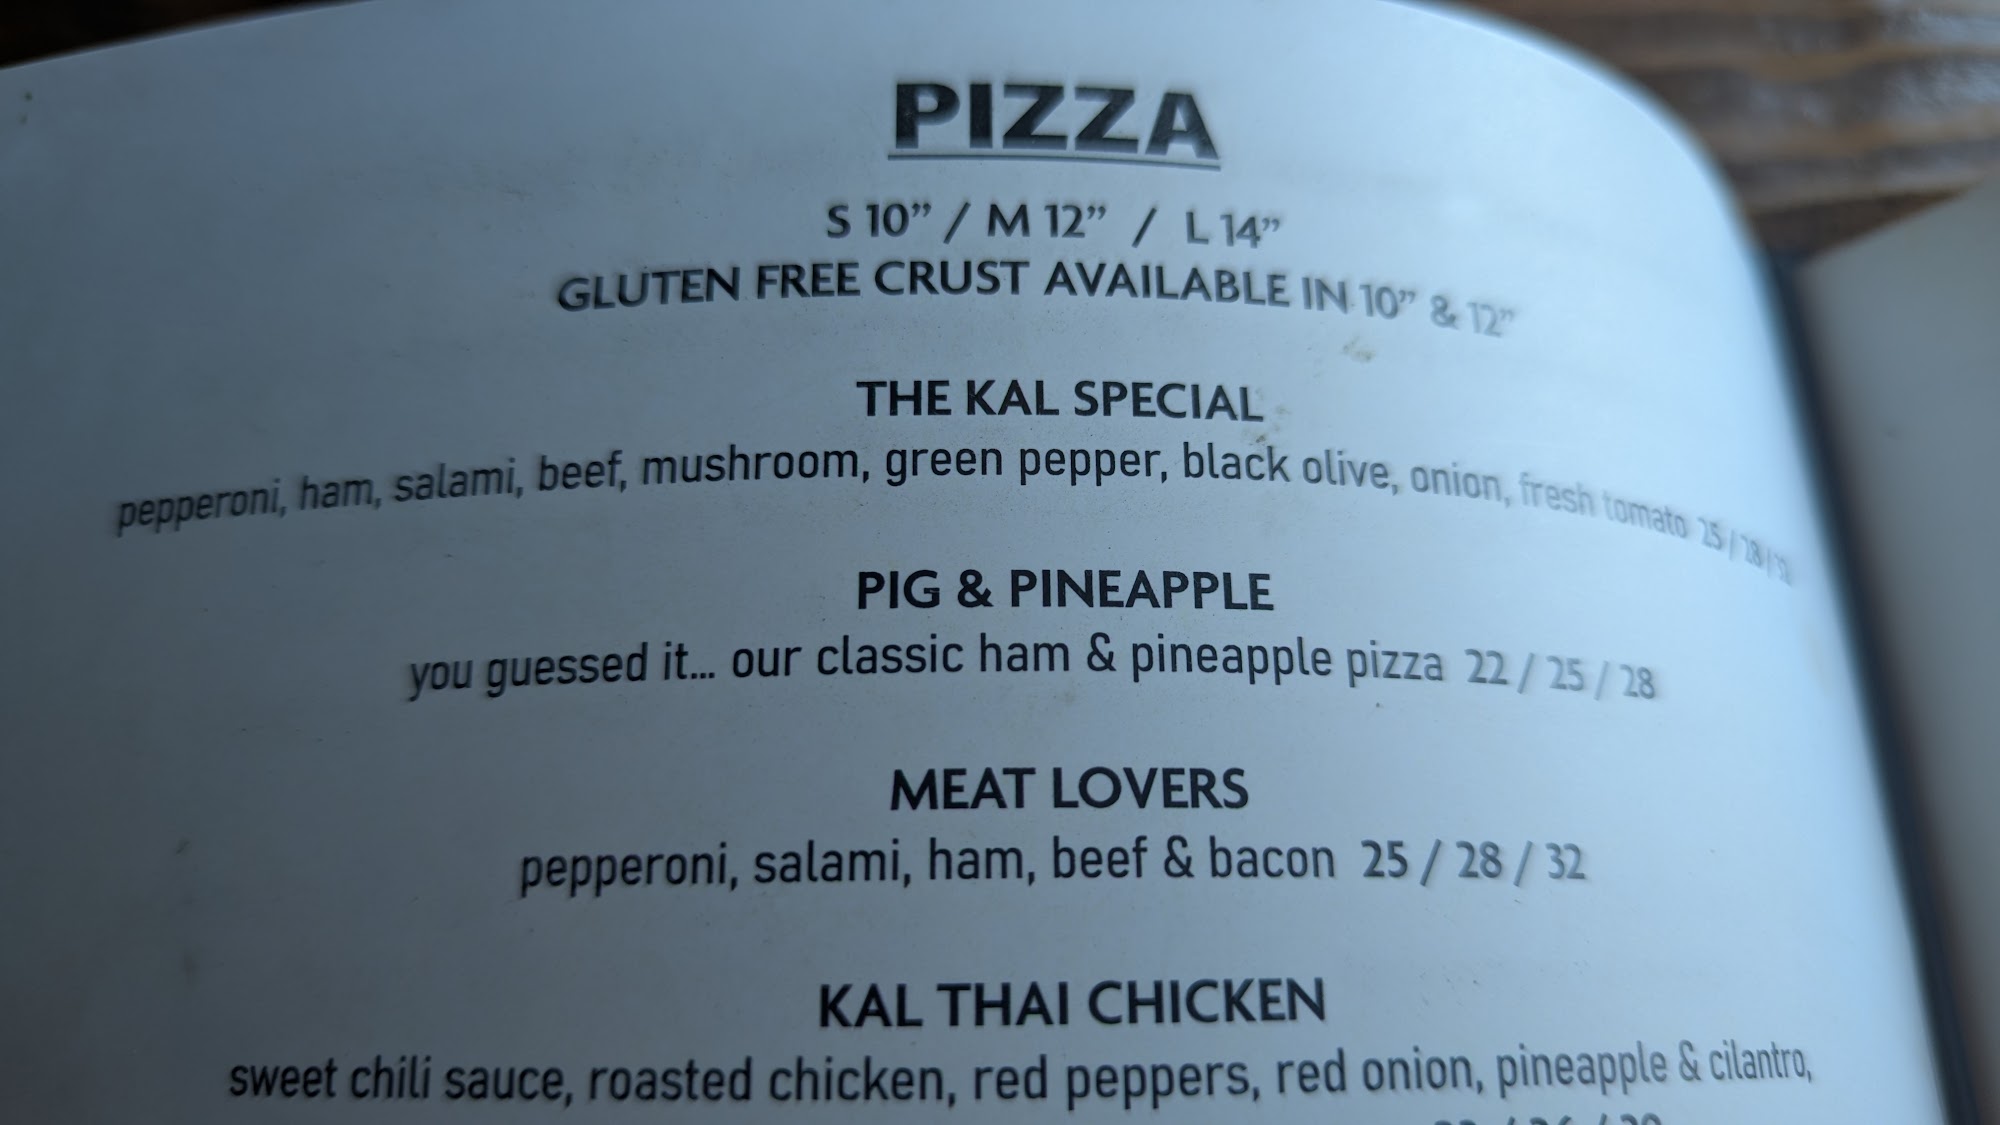 PIZZA
S 10” / M 12” / L 14”
GLUTEN FREE CRUST AVAILABLE IN 10” & 12”
THE KAL SPECIAL
pepperoni, ham, salami, beef, mushroom, green pepper, black olive, onion, fresh tomato 25 / 28 / 32
PIG & PINEAPPLE
you guessed it... our classic ham & pineapple pizza 22 / 25 / 28
MEAT LOVERS
pepperoni, salami, ham, beef & bacon 25 / 28 / 32
KAL THAI CHICKEN
sweet chili sauce, roasted chicken, red peppers, red onion, pineapple & cilantro,